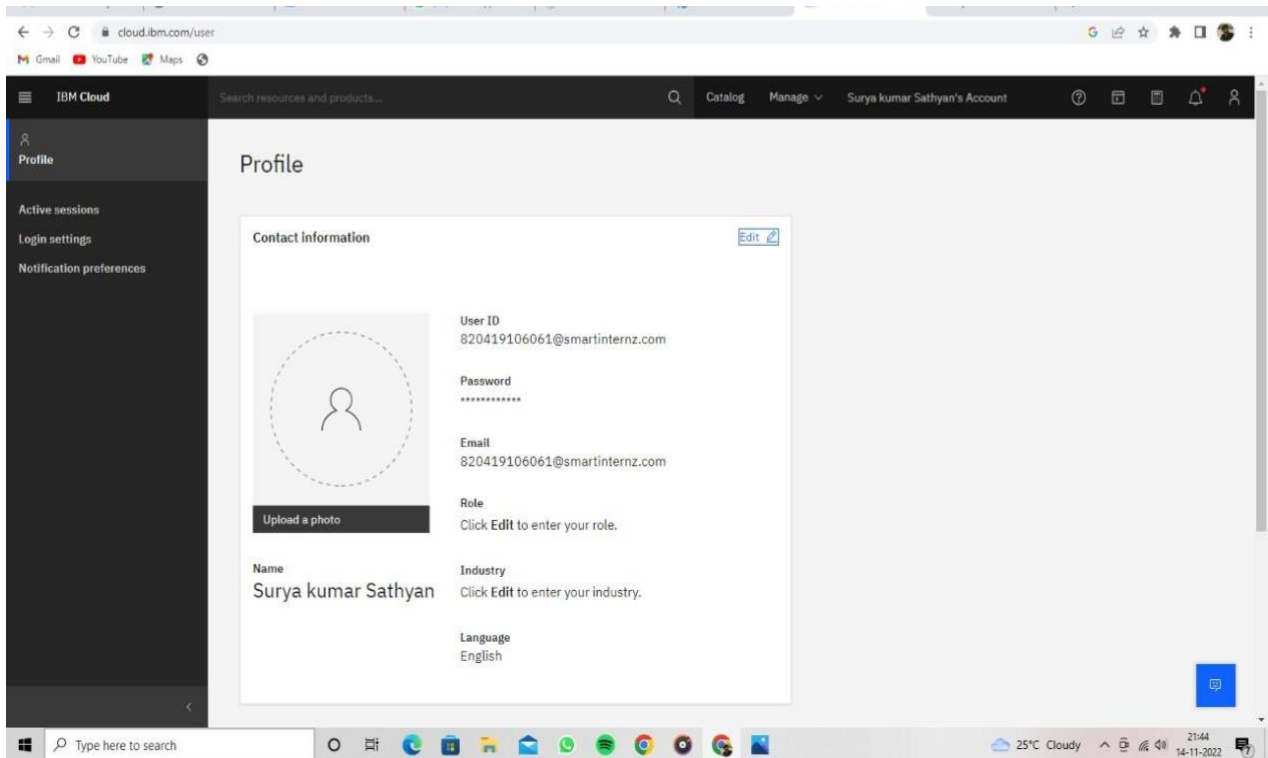 cloud.ibm.com/user
Gmail YouTube Maps
IBM Cloud Search resources and products... Catalog Manage Surya kumar Sathyan's Account
Profile
Active sessions
Login settings
Notification preferences
Profile
Contact information Edit
User ID
820419106061@smartinternz.com
Password
************
Email
820419106061@smartinternz.com
Role
Click Edit to enter your role.
Upload a photo
Name
Surya kumar Sathyan
Industry
Click Edit to enter your industry.
Language
English
Type here to search 25°C Cloudy 21:44
14-11-2022